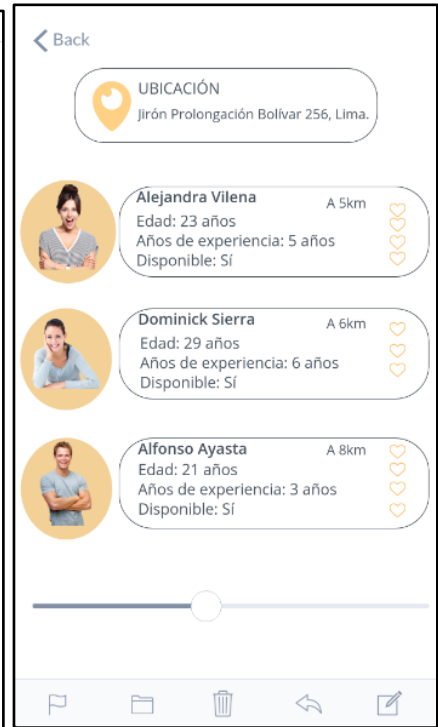 Back
UBICACIÓN
Jirón Prolongación Bolívar 256, Lima.
Alejandra Vilena A 5km
Edad: 23 años
Años de experiencia: 5 años
Disponible: Sí
Dominick Sierra A 6km
Edad: 29 años
Años de experiencia: 6 años
Disponible: Sí
Alfonso Ayasta A 8km
Edad: 21 años
Años de experiencia: 3 años
Disponible: Sí